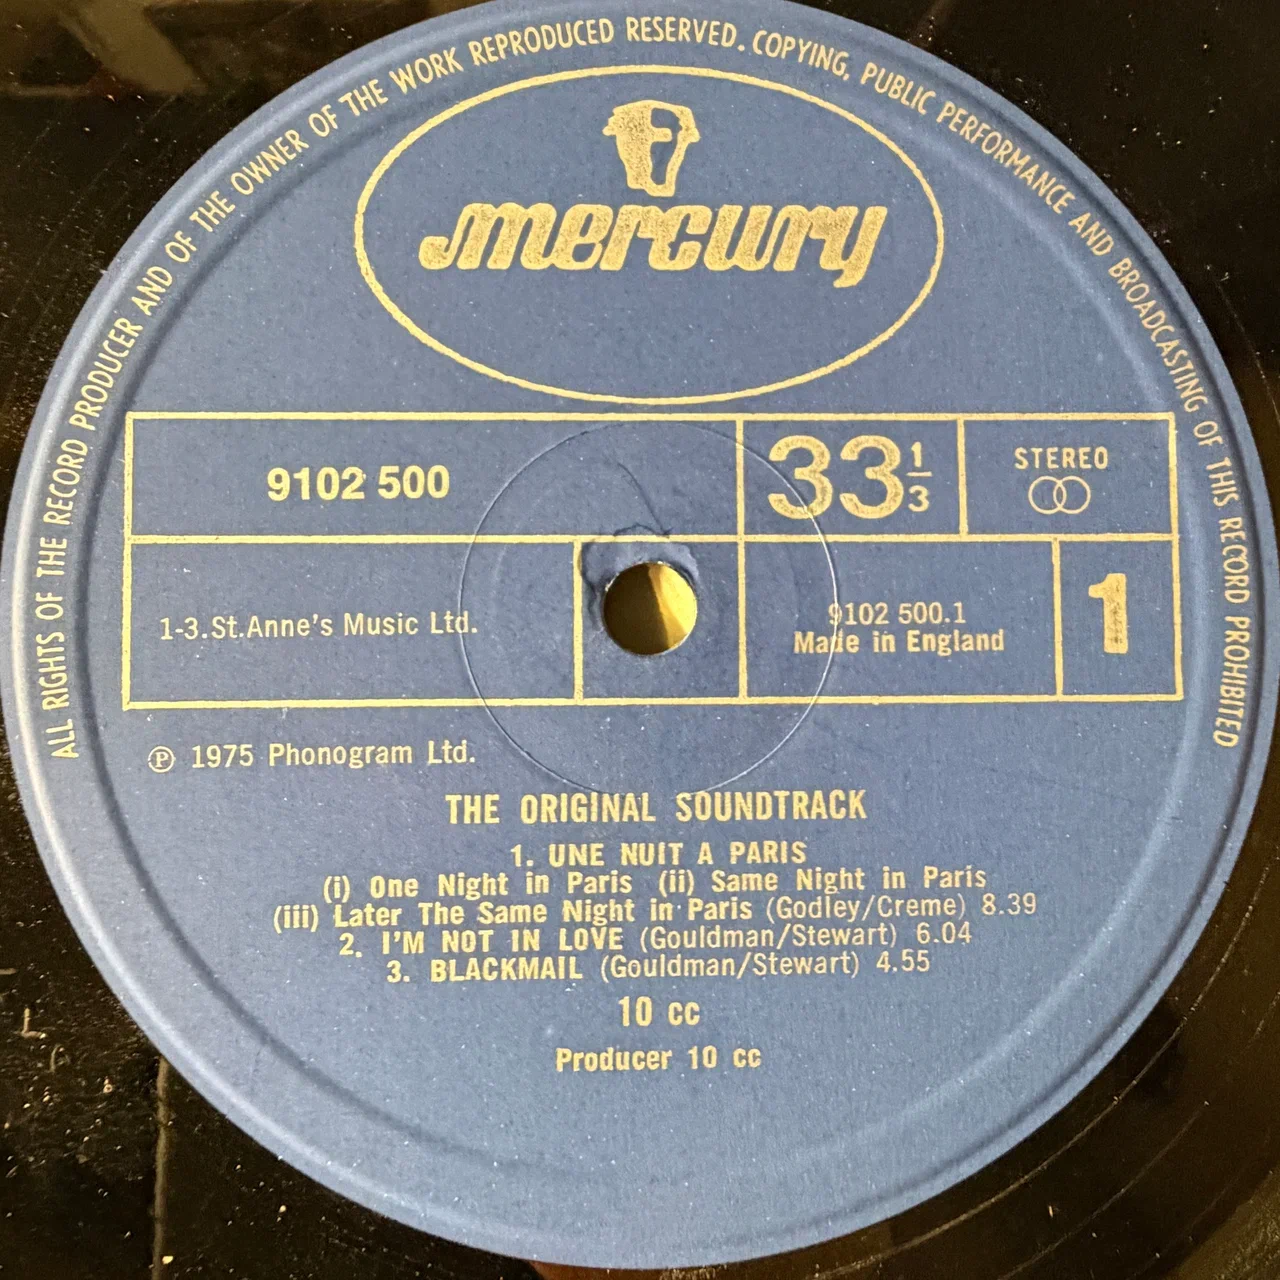 ALL RIGHTS OF THE RECORD PRODUCER AND OF THE OWNER OF THE WORK REPRODUCED RESERVED. COPYING, PUBLIC PERFORMANCE AND BROADCASTING OF THIS RECORD PROHIBITED
mercury
9102 500
33 1/3
STEREO
1-3.St.Anne's Music Ltd.
9102 500.1
Made in England
1
℗ 1975 Phonogram Ltd.
THE ORIGINAL SOUNDTRACK
1. UNE NUIT A PARIS
(i) One Night in Paris (ii) Same Night in Paris
(iii) Later The Same Night in Paris (Godley/Creme) 8.39
2. I'M NOT IN LOVE (Gouldman/Stewart) 6.04
3. BLACKMAIL (Gouldman/Stewart) 4.55
10 cc
Producer 10 cc